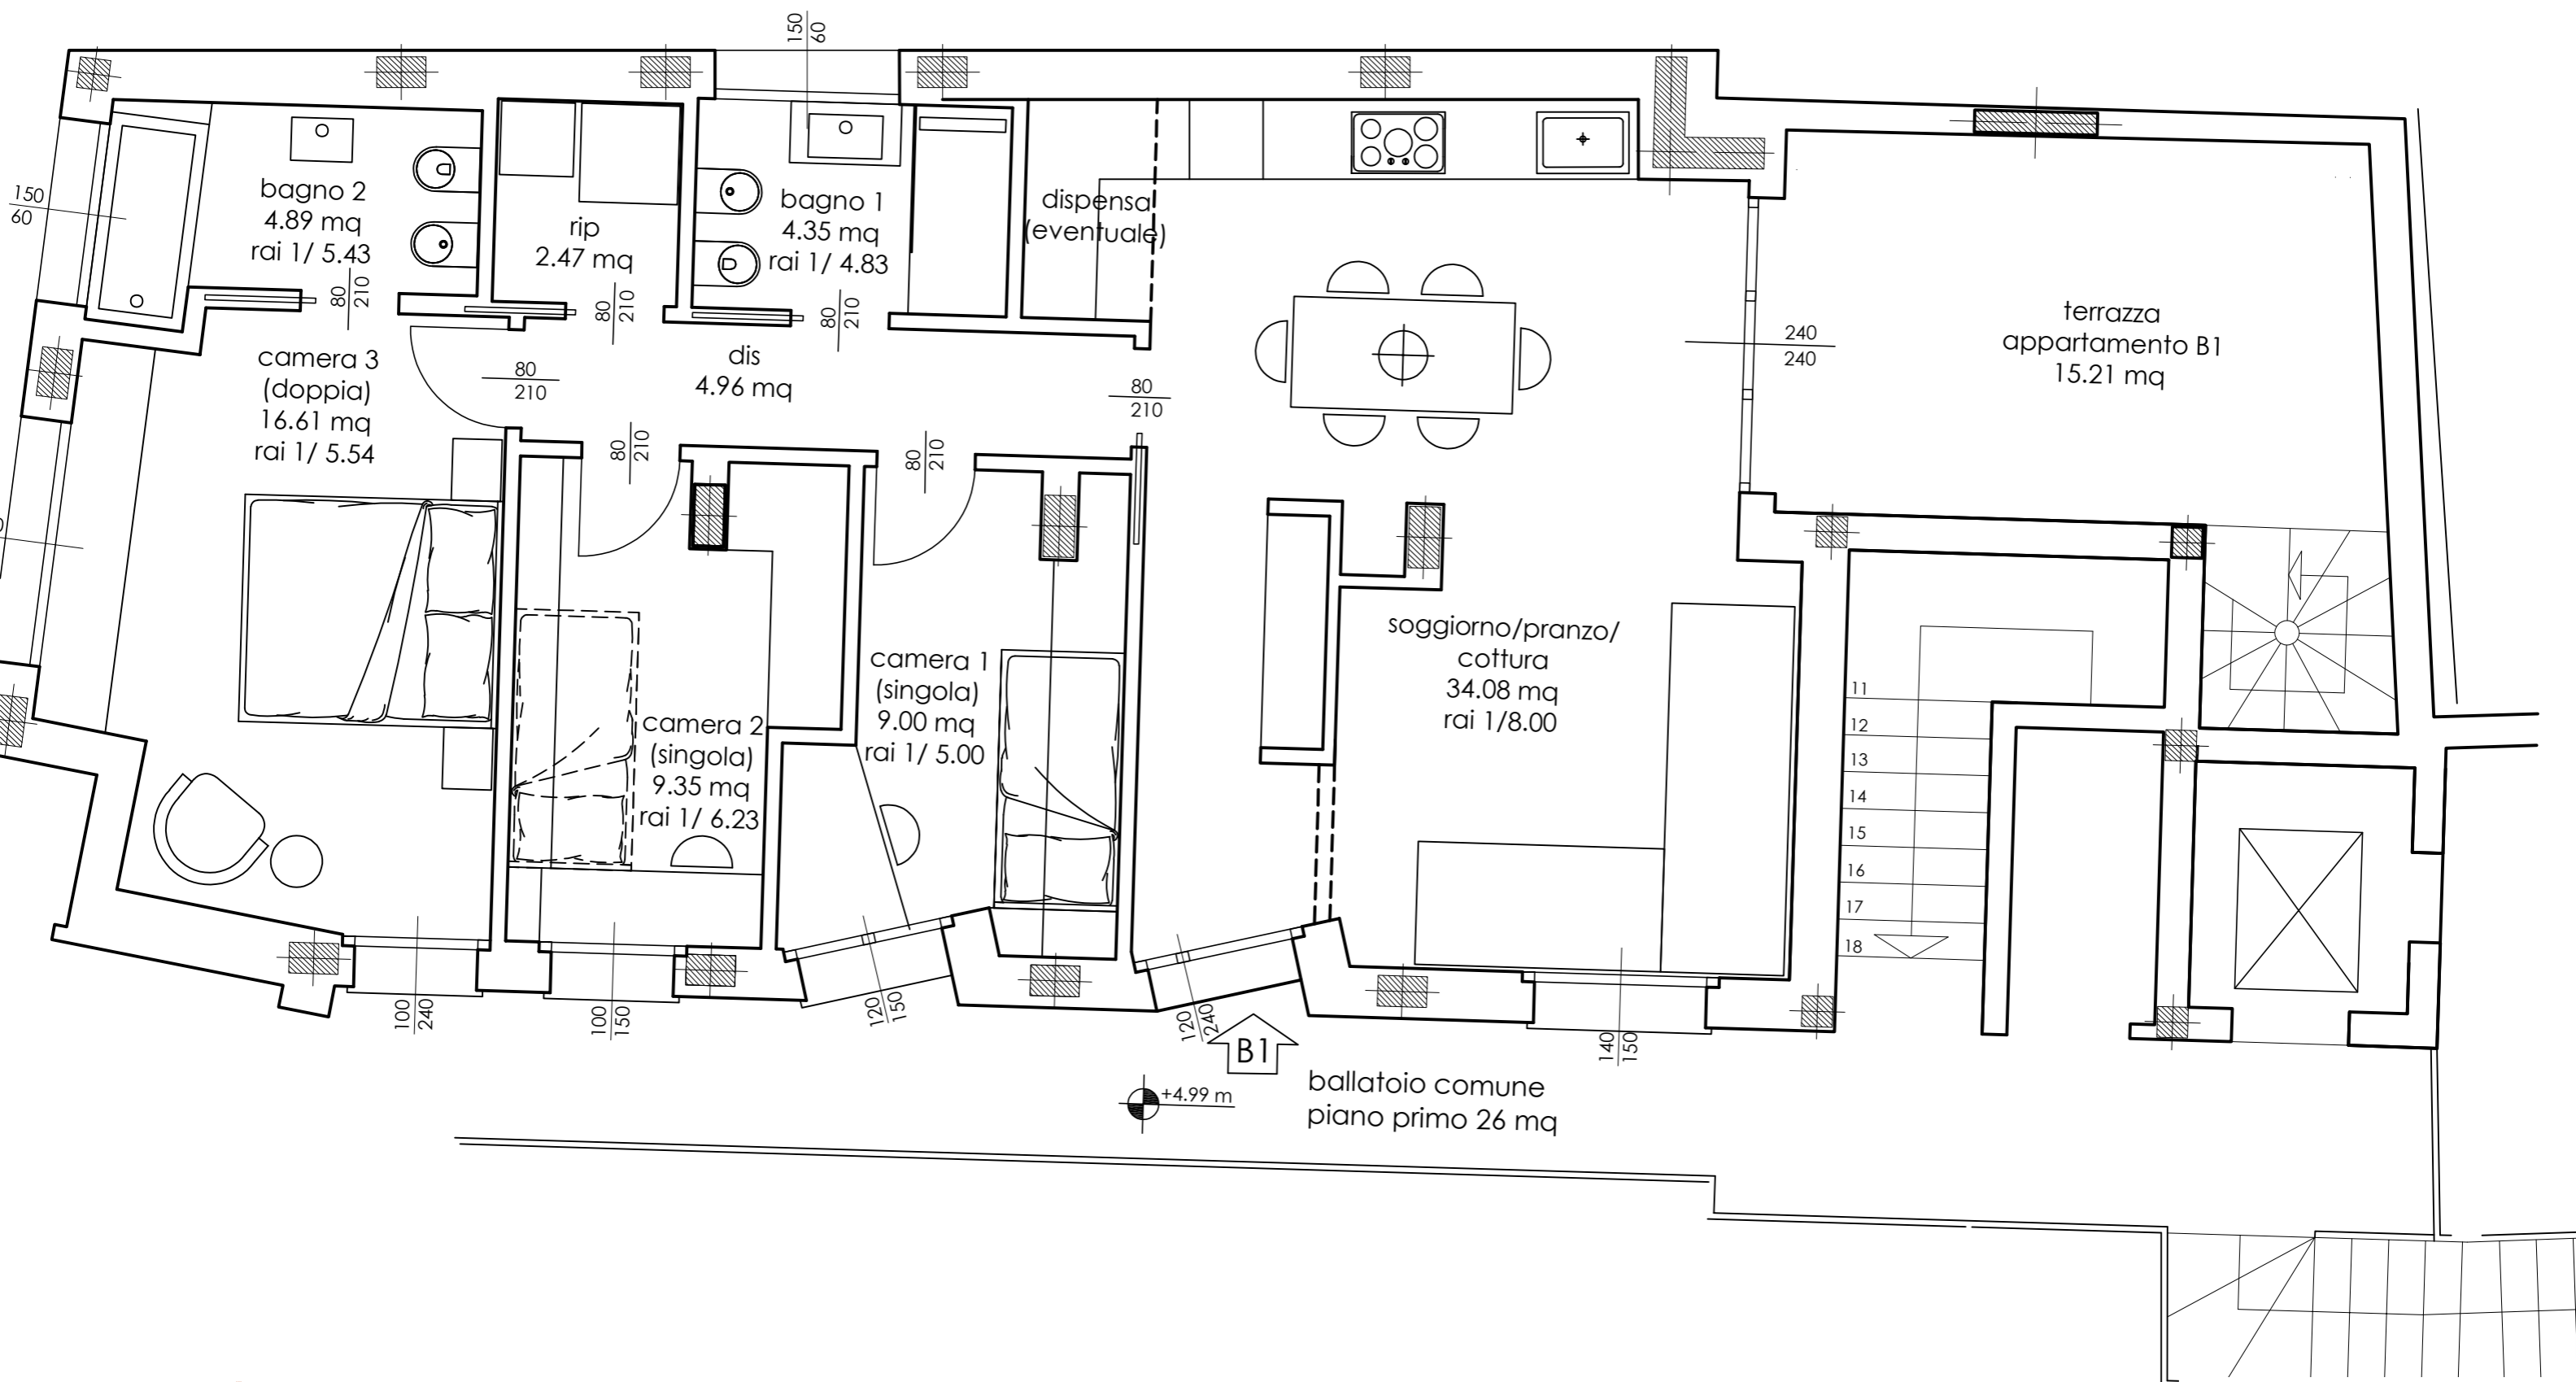 150
60
150
60
bagno 2
4.89 mq
rai 1/ 5.43
80
210
rip
2.47 mq
80
210
bagno 1
4.35 mq
rai 1/ 4.83
80
210
dispensa
(eventuale)
terrazza
appartamento B1
15.21 mq
240
240
camera 3
(doppia)
16.61 mq
rai 1/ 5.54
80
210
dis
4.96 mq
80
210
80
210
80
210
camera 2
(singola)
9.35 mq
rai 1/ 6.23
camera 1
(singola)
9.00 mq
rai 1/ 5.00
soggiorno/pranzo/
cottura
34.08 mq
rai 1/8.00
11
12
13
14
15
16
17
18
100
240
100
150
120
150
120
240
140
150
B1
+4.99 m
ballatoio comune
piano primo 26 mq